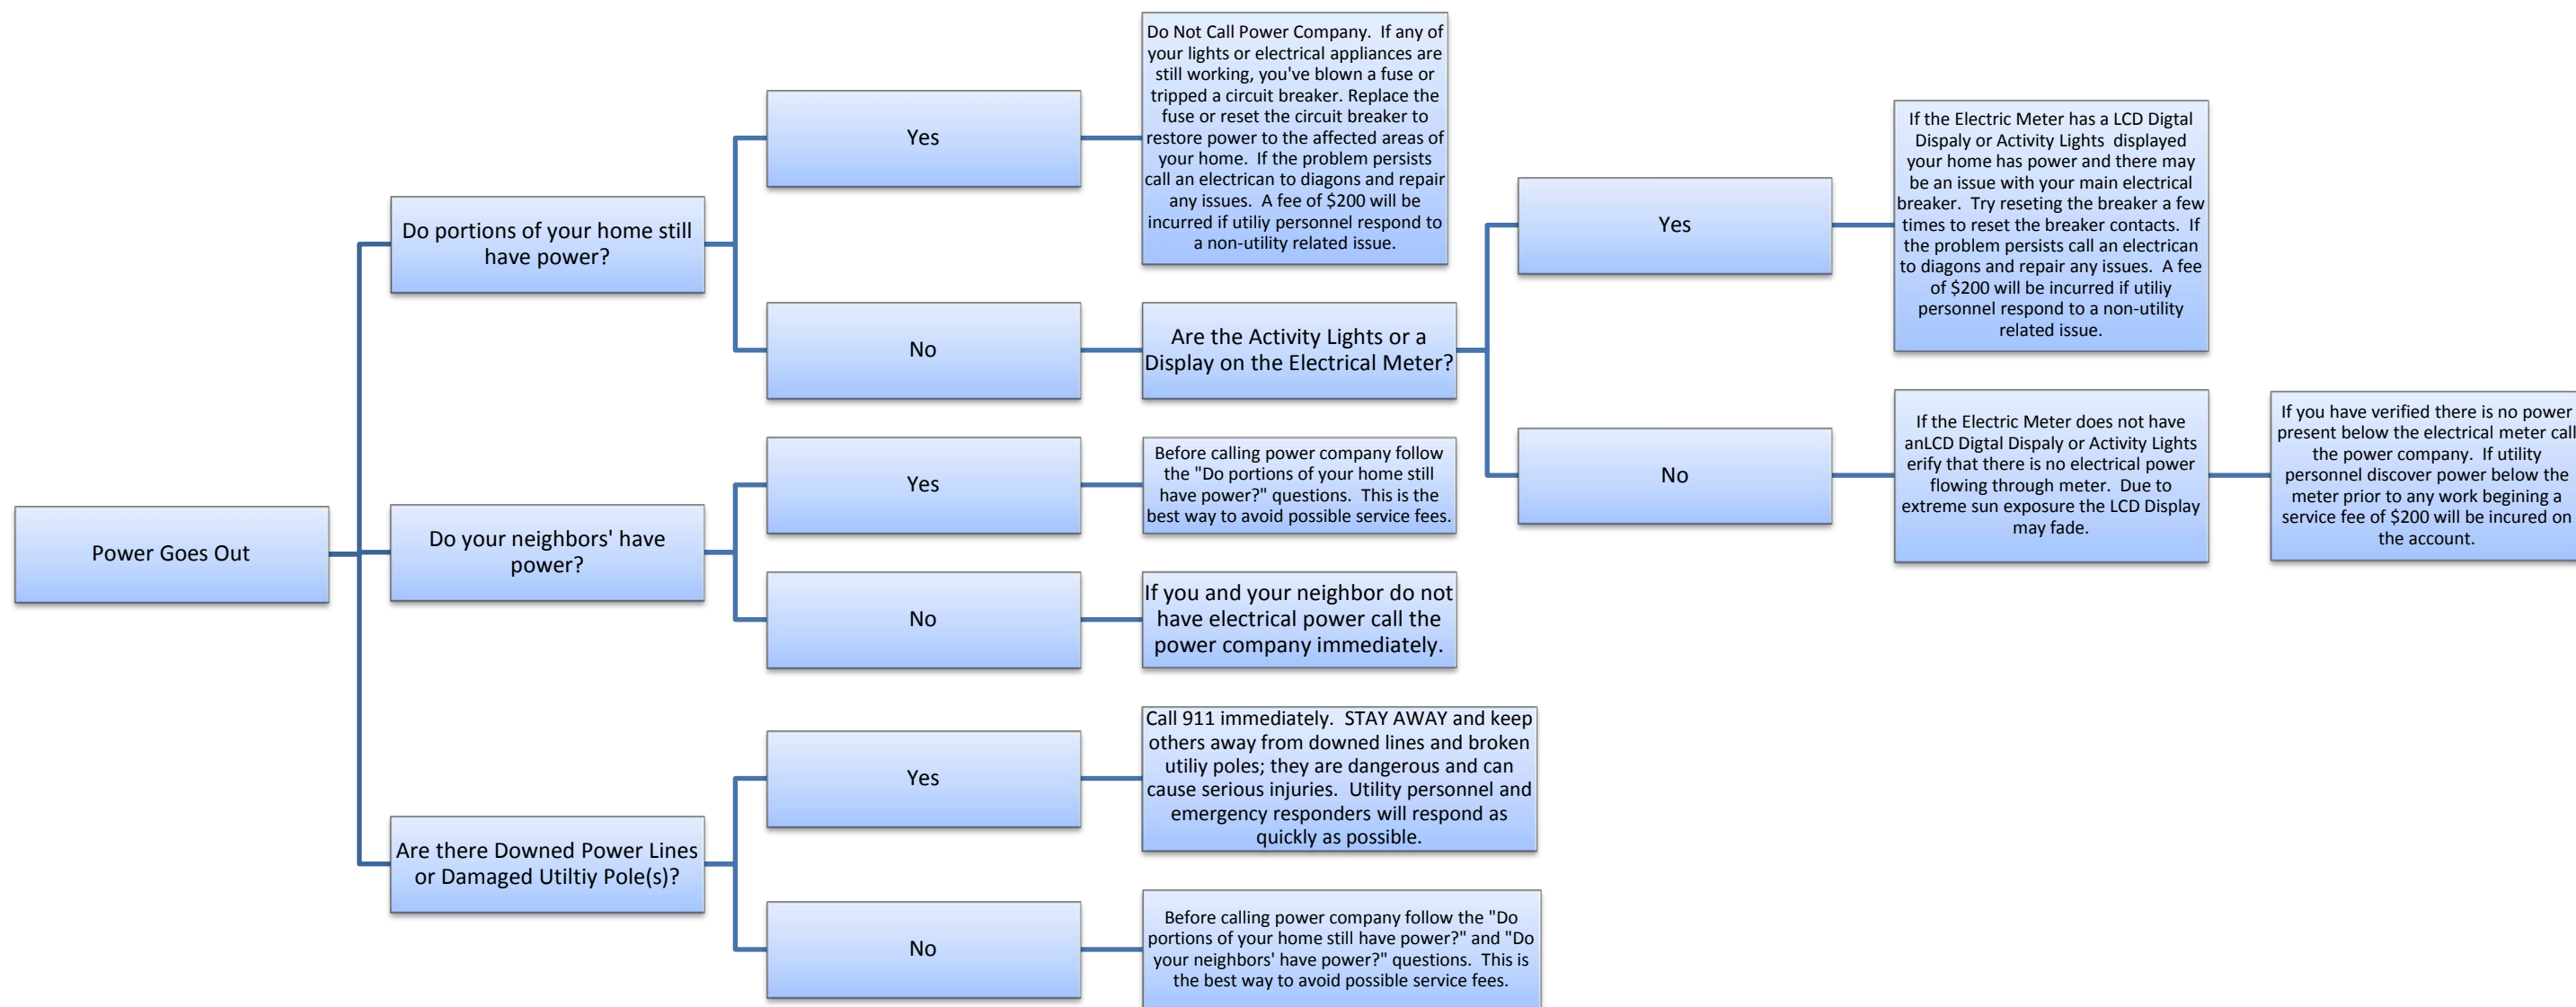 Power Goes Out
Do portions of your home still
have power?
Yes
Do Not Call Power Company. If any of
your lights or electrical appliances are
still working, you've blown a fuse or
tripped a circuit breaker. Replace the
fuse or reset the circuit breaker to
restore power to the affected areas of
your home. If the problem persists
call an electrican to diagons and repair
any issues. A fee of $200 will be
incurred if utiliy personnel respond to
a non-utility related issue.
No
Are the Activity Lights or a
Display on the Electrical Meter?
Yes
If the Electric Meter has a LCD Digtal
Dispaly or Activity Lights displayed
your home has power and there may
be an issue with your main electrical
breaker. Try reseting the breaker a few
times to reset the breaker contacts. If
the problem persists call an electrican
to diagons and repair any issues. A fee
of $200 will be incurred if utiliy
personnel respond to a non-utility
related issue.
No
If the Electric Meter does not have
anLCD Digtal Dispaly or Activity Lights
erify that there is no electrical power
flowing through meter. Due to
extreme sun exposure the LCD Display
may fade.
If you have verified there is no power
present below the electrical meter call
the power company. If utility
personnel discover power below the
meter prior to any work begining a
service fee of $200 will be incured on
the account.
Do your neighbors' have
power?
Yes
Before calling power company follow
the "Do portions of your home still
have power?" questions. This is the
best way to avoid possible service fees.
No
If you and your neighbor do not
have electrical power call the
power company immediately.
Are there Downed Power Lines
or Damaged Utiltiy Pole(s)?
Yes
Call 911 immediately. STAY AWAY and keep
others away from downed lines and broken
utiliy poles; they are dangerous and can
cause serious injuries. Utility personnel and
emergency responders will respond as
quickly as possible.
No
Before calling power company follow the "Do
portions of your home still have power?" and "Do
your neighbors' have power?" questions. This is
the best way to avoid possible service fees.